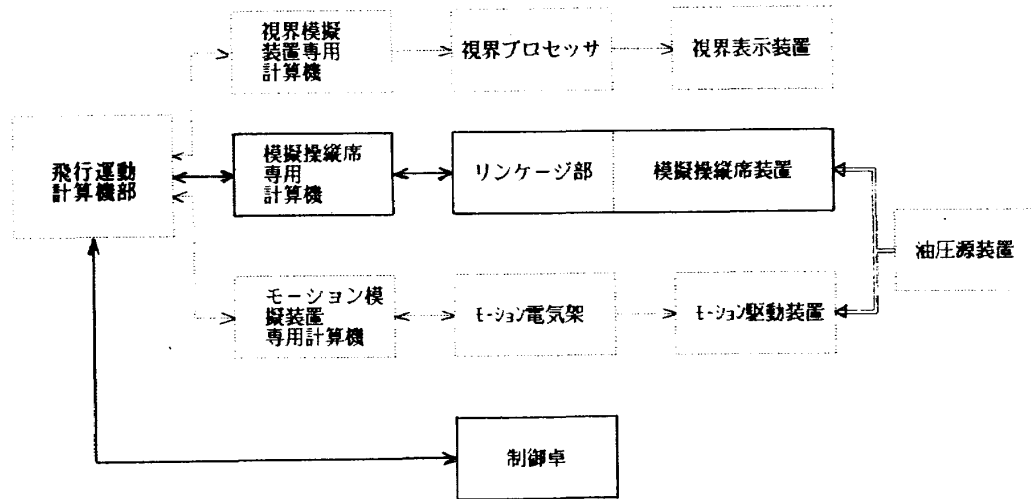 視界模擬
装置専用
計算機
視界プロセッサ
視界表示装置
飛行運動
計算機部
模擬操縦席
専用
計算機
リンケージ部
模擬操縦席装置
油圧源装置
モーション模
擬装置
専用計算機
モーション電気架
モーション駆動装置
制御卓